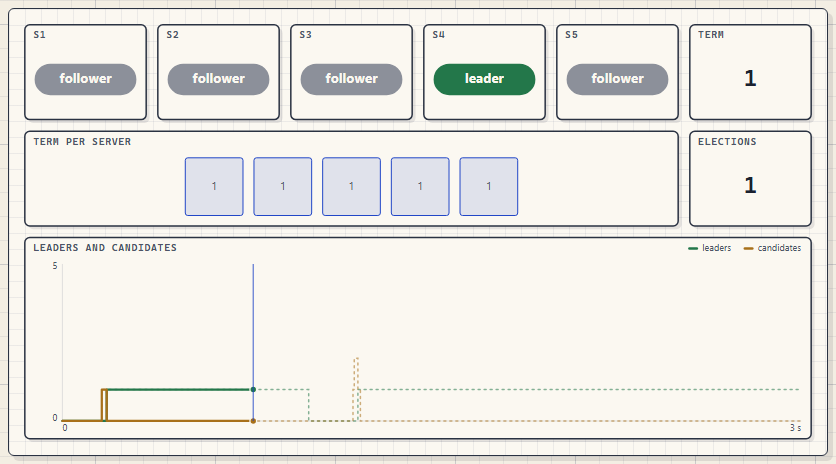 S1
S2
S3
S4
S5
TERM
follower
follower
follower
leader
follower
1
TERM PER SERVER
ELECTIONS
1
1
1
1
1
1
LEADERS AND CANDIDATES
leaders
candidates
5
0
0
3 s